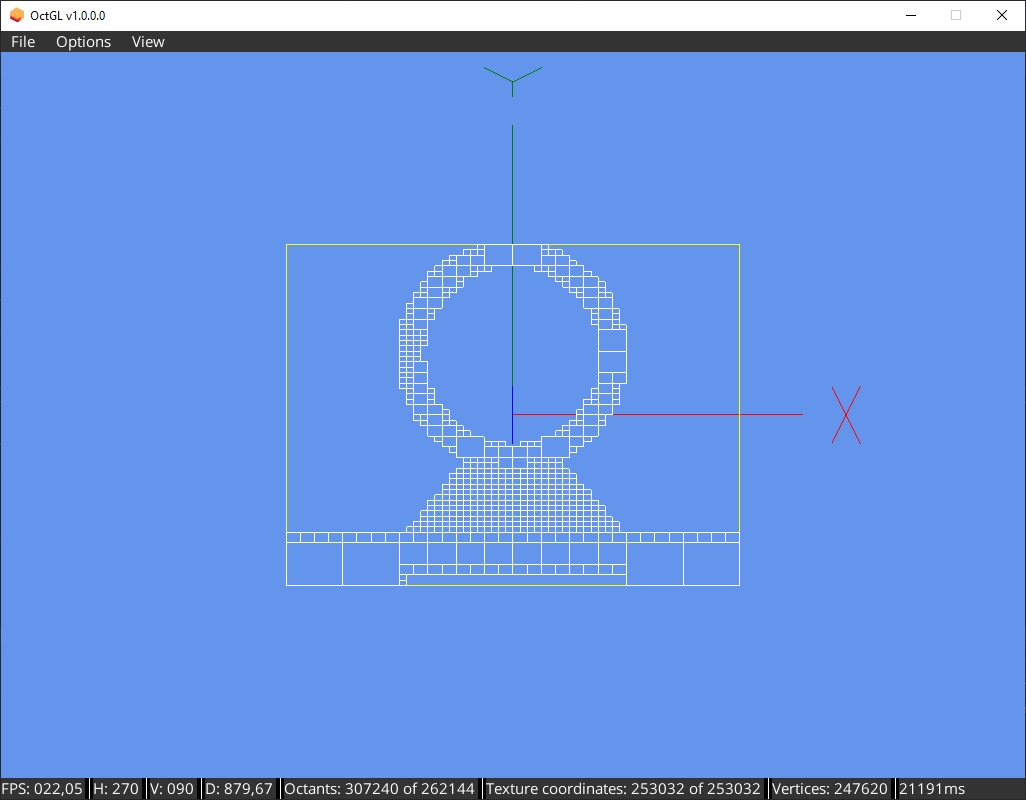 OctGL v1.0.0.0
File Options View
Y
X
FPS: 022,05 H: 270 V: 090 D: 879,67 Octants: 307240 of 262144 Texture coordinates: 253032 of 253032 Vertices: 247620 21191ms